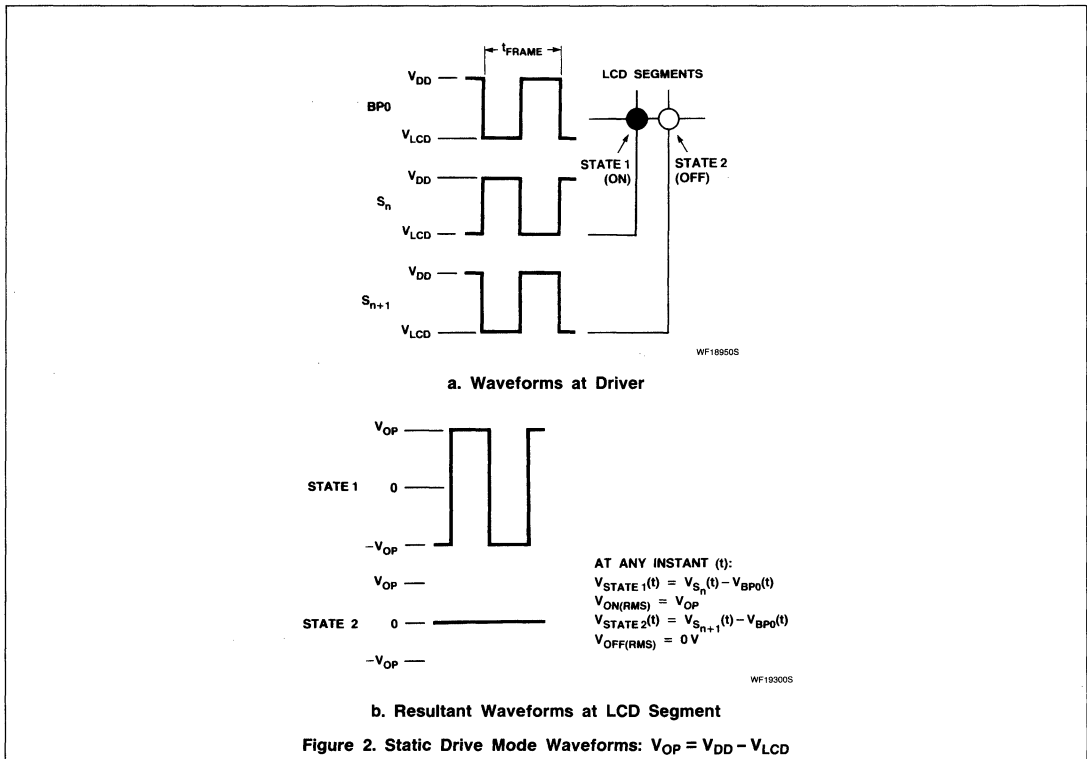 tFRAME
VDD
LCD SEGMENTS
BP0
VLCD
STATE 1
(ON)
STATE 2
(OFF)
VDD
Sn
VLCD
VDD
Sn+1
VLCD
WF18950S
a. Waveforms at Driver
VOP
STATE 1 0
−VOP
VOP
STATE 2 0
−VOP
AT ANY INSTANT (t):
VSTATE 1(t) = VSn(t) − VBP0(t)
VON(RMS) = VOP
VSTATE 2(t) = VSn+1(t) − VBP0(t)
VOFF(RMS) = 0 V
WF19300S
b. Resultant Waveforms at LCD Segment
Figure 2. Static Drive Mode Waveforms: VOP = VDD − VLCD